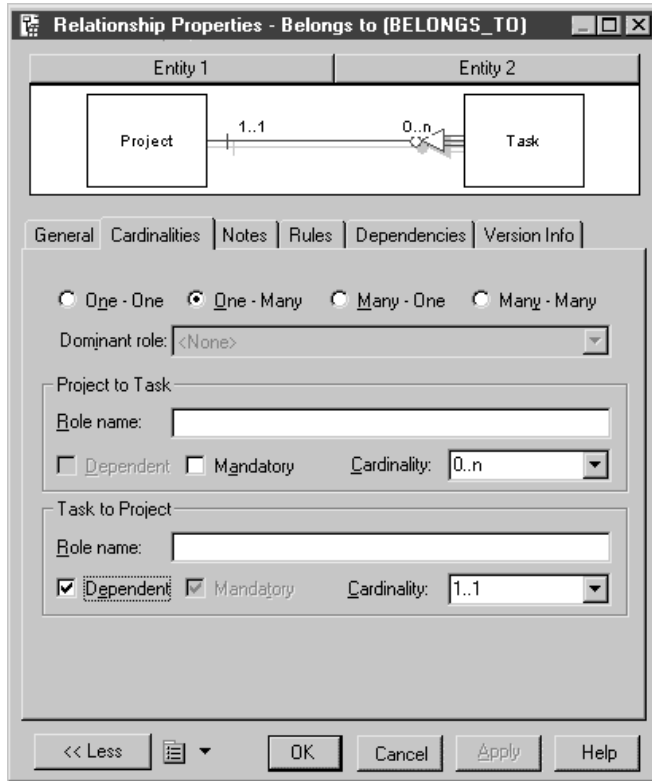 Relationship Properties - Belongs to (BELONGS_TO)
Entity 1 Entity 2
1..1 0..n
Project Task
General Cardinalities Notes Rules Dependencies Version Info
One - One One - Many Many - One Many - Many
Dominant role: <None>
Project to Task
Role name:
Dependent Mandatory Cardinality: 0..n
Task to Project
Role name:
Dependent Mandatory Cardinality: 1..1
<< Less OK Cancel Apply Help